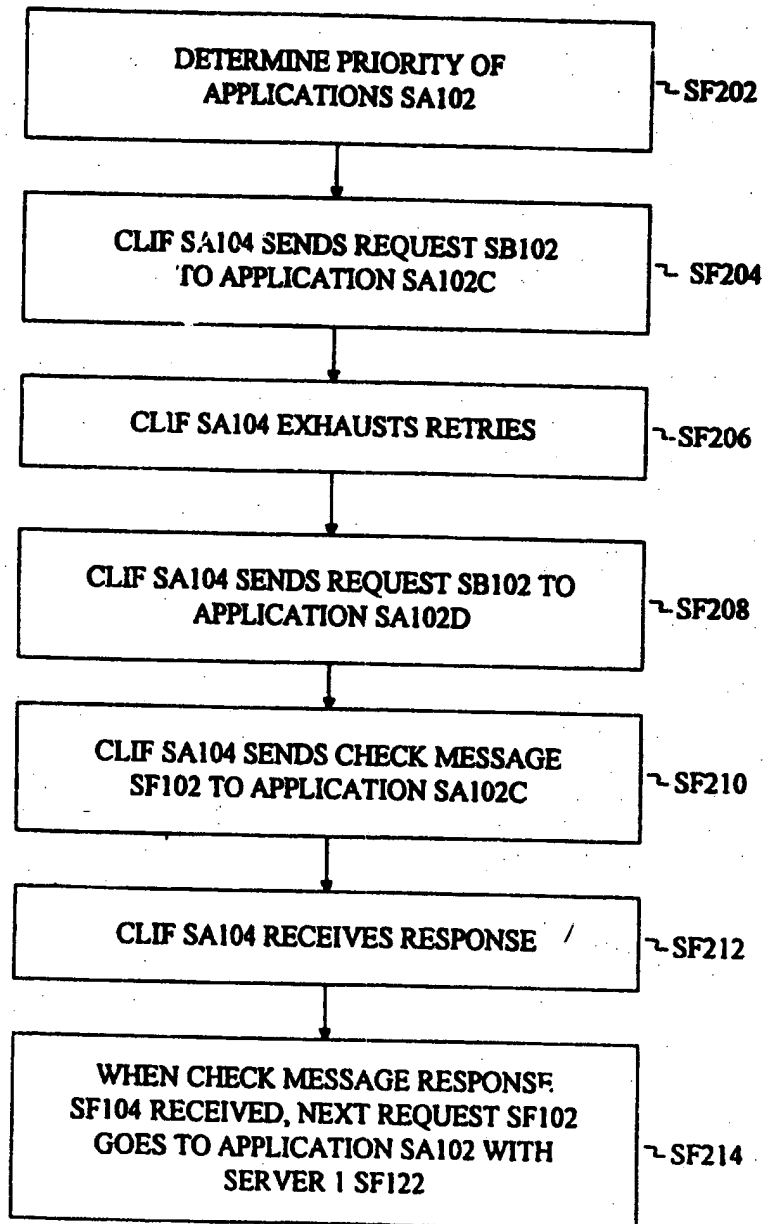 DETERMINE PRIORITY OF
APPLICATIONS SA102
SF202
CLIF SA104 SENDS REQUEST SB102
TO APPLICATION SA102C
SF204
CLIF SA104 EXHAUSTS RETRIES
SF206
CLIF SA104 SENDS REQUEST SB102 TO
APPLICATION SA102D
SF208
CLIF SA104 SENDS CHECK MESSAGE
SF102 TO APPLICATION SA102C
SF210
CLIF SA104 RECEIVES RESPONSE
SF212
WHEN CHECK MESSAGE RESPONSE
SF104 RECEIVED, NEXT REQUEST SF102
GOES TO APPLICATION SA102 WITH
SERVER 1 SF122
SF214